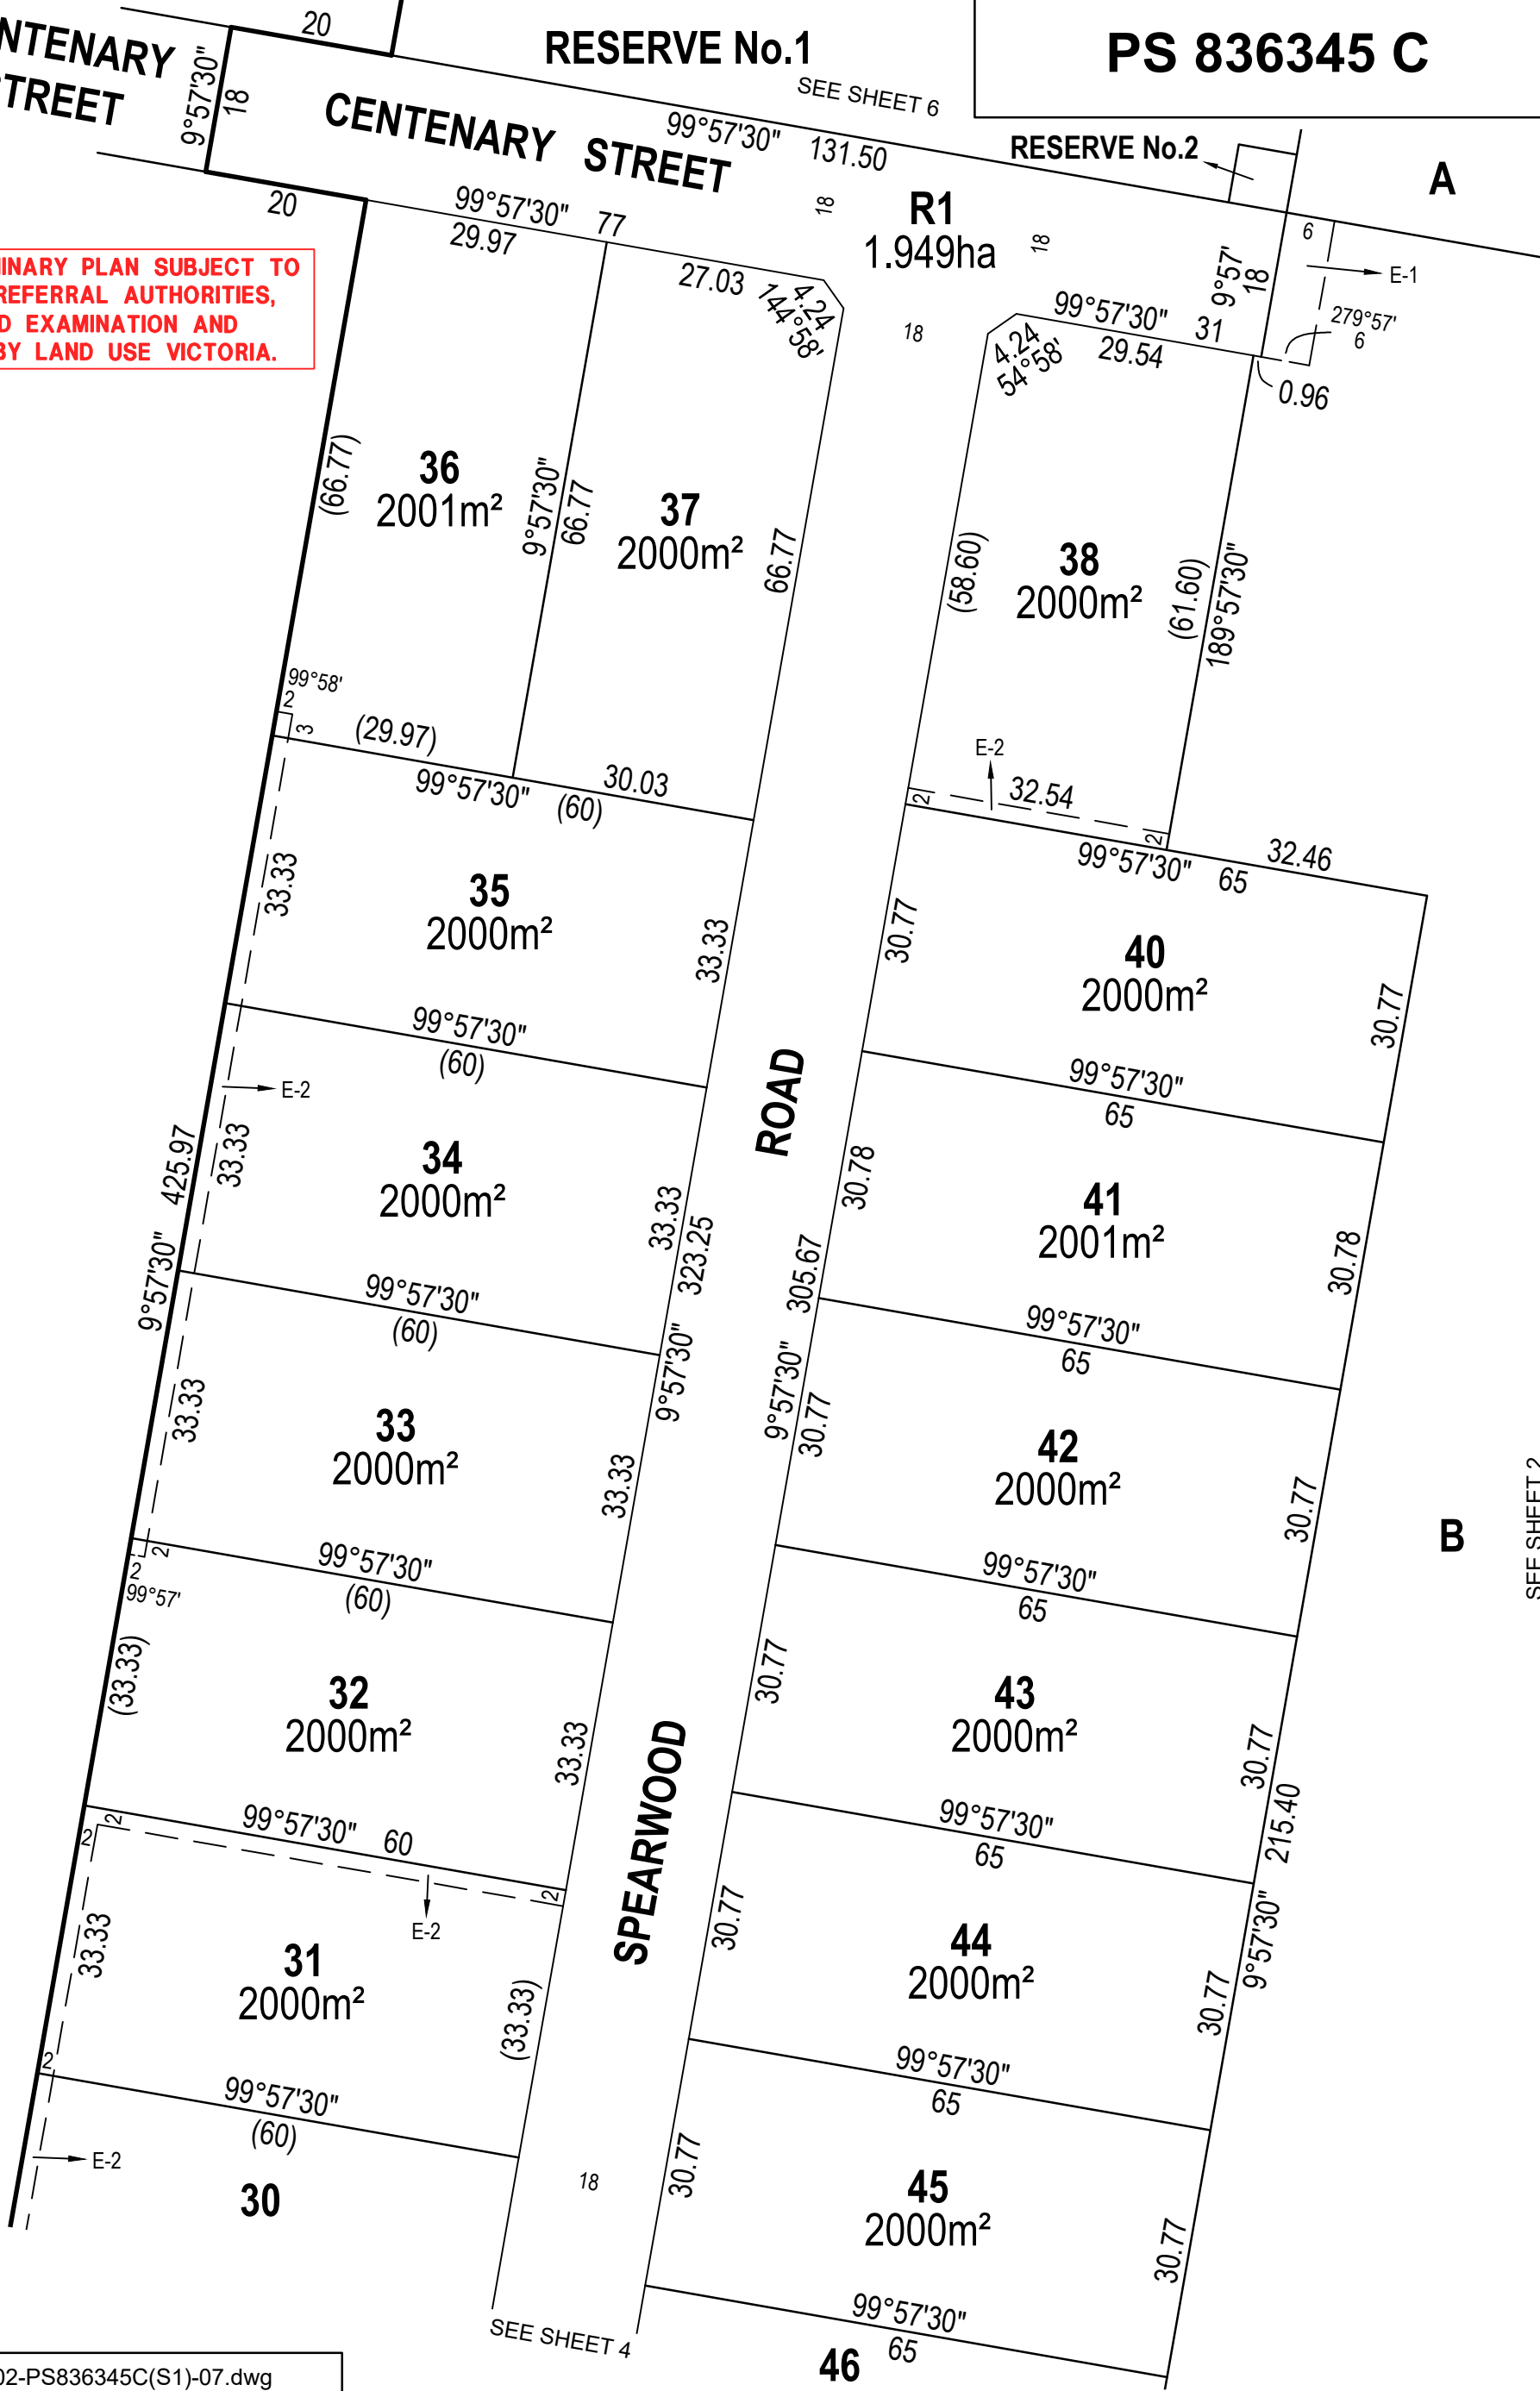 20
RESERVE No.1
PS 836345 C
NTENARY
TREET
9°57'30"
18
CENTENARY STREET
SEE SHEET 6
99°57'30" 131.50
RESERVE No.2
A
20
99°57'30" 77
29.97
27.03
4.24
144°58'
18
R1
1.949ha
18
18
9°57'
18
6
E-1
279°57'
6
99°57'30" 31
29.54
4.24
54°58'
0.96
INARY PLAN SUBJECT TO
REFERRAL AUTHORITIES,
D EXAMINATION AND
BY LAND USE VICTORIA.
(66.77)
36
2001m²
9°57'30"
66.77
37
2000m²
66.77
(58.60)
38
2000m²
(61.60)
189°57'30"
99°58'
2
3
(29.97)
30.03
99°57'30" (60)
E-2
2
32.54
2
99°57'30" 65
32.46
33.33
35
2000m²
33.33
30.77
40
2000m²
30.77
99°57'30"
(60)
99°57'30"
65
E-2
425.97
9°57'30"
33.33
34
2000m²
33.33
323.25
9°57'30"
ROAD
30.78
305.67
9°57'30"
41
2001m²
30.78
99°57'30"
(60)
99°57'30"
65
33.33
33
2000m²
33.33
30.77
42
2000m²
30.77
B
SEE SHEET 2
2
2
99°57'
99°57'30"
(60)
99°57'30"
65
(33.33)
32
2000m²
33.33
SPEARWOOD
30.77
43
2000m²
30.77
215.40
9°57'30"
2
2
99°57'30" 60
2
E-2
99°57'30"
65
33.33
31
2000m²
(33.33)
30.77
44
2000m²
30.77
2
99°57'30"
(60)
99°57'30"
65
E-2
30
18
30.77
45
2000m²
30.77
SEE SHEET 4
99°57'30"
65
46
02-PS836345C(S1)-07.dwg